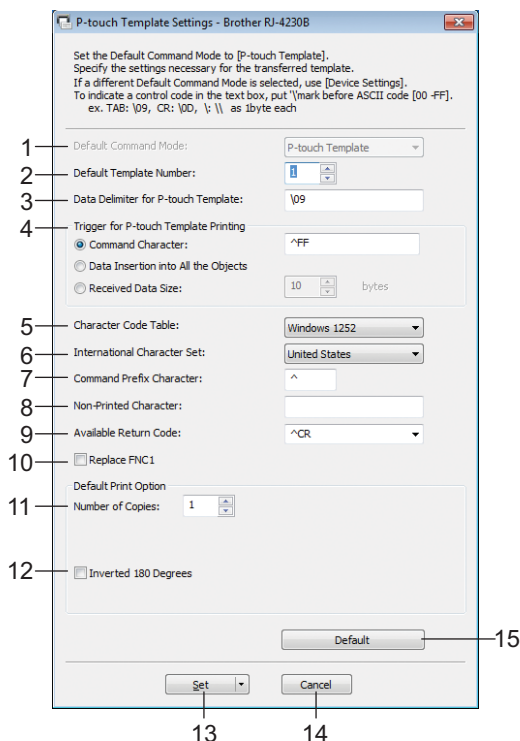 P-touch Template Settings - Brother RJ-4230B
Set the Default Command Mode to [P-touch Template].
Specify the settings necessary for the transferred template.
If a different Default Command Mode is selected, use [Device Settings].
To indicate a control code in the text box, put '\'mark before ASCII code [00 -FF].
ex. TAB: \09, CR: \0D, \: \\ as 1byte each
1 Default Command Mode: P-touch Template
2 Default Template Number: 1
3 Data Delimiter for P-touch Template: \09
4 Trigger for P-touch Template Printing
Command Character: ^FF
Data Insertion into All the Objects
Received Data Size: 10 bytes
5 Character Code Table: Windows 1252
6 International Character Set: United States
7 Command Prefix Character: ^
8 Non-Printed Character:
9 Available Return Code: ^CR
10 Replace FNC1
Default Print Option
11 Number of Copies: 1
12 Inverted 180 Degrees
Default 15
Set Cancel
13 14